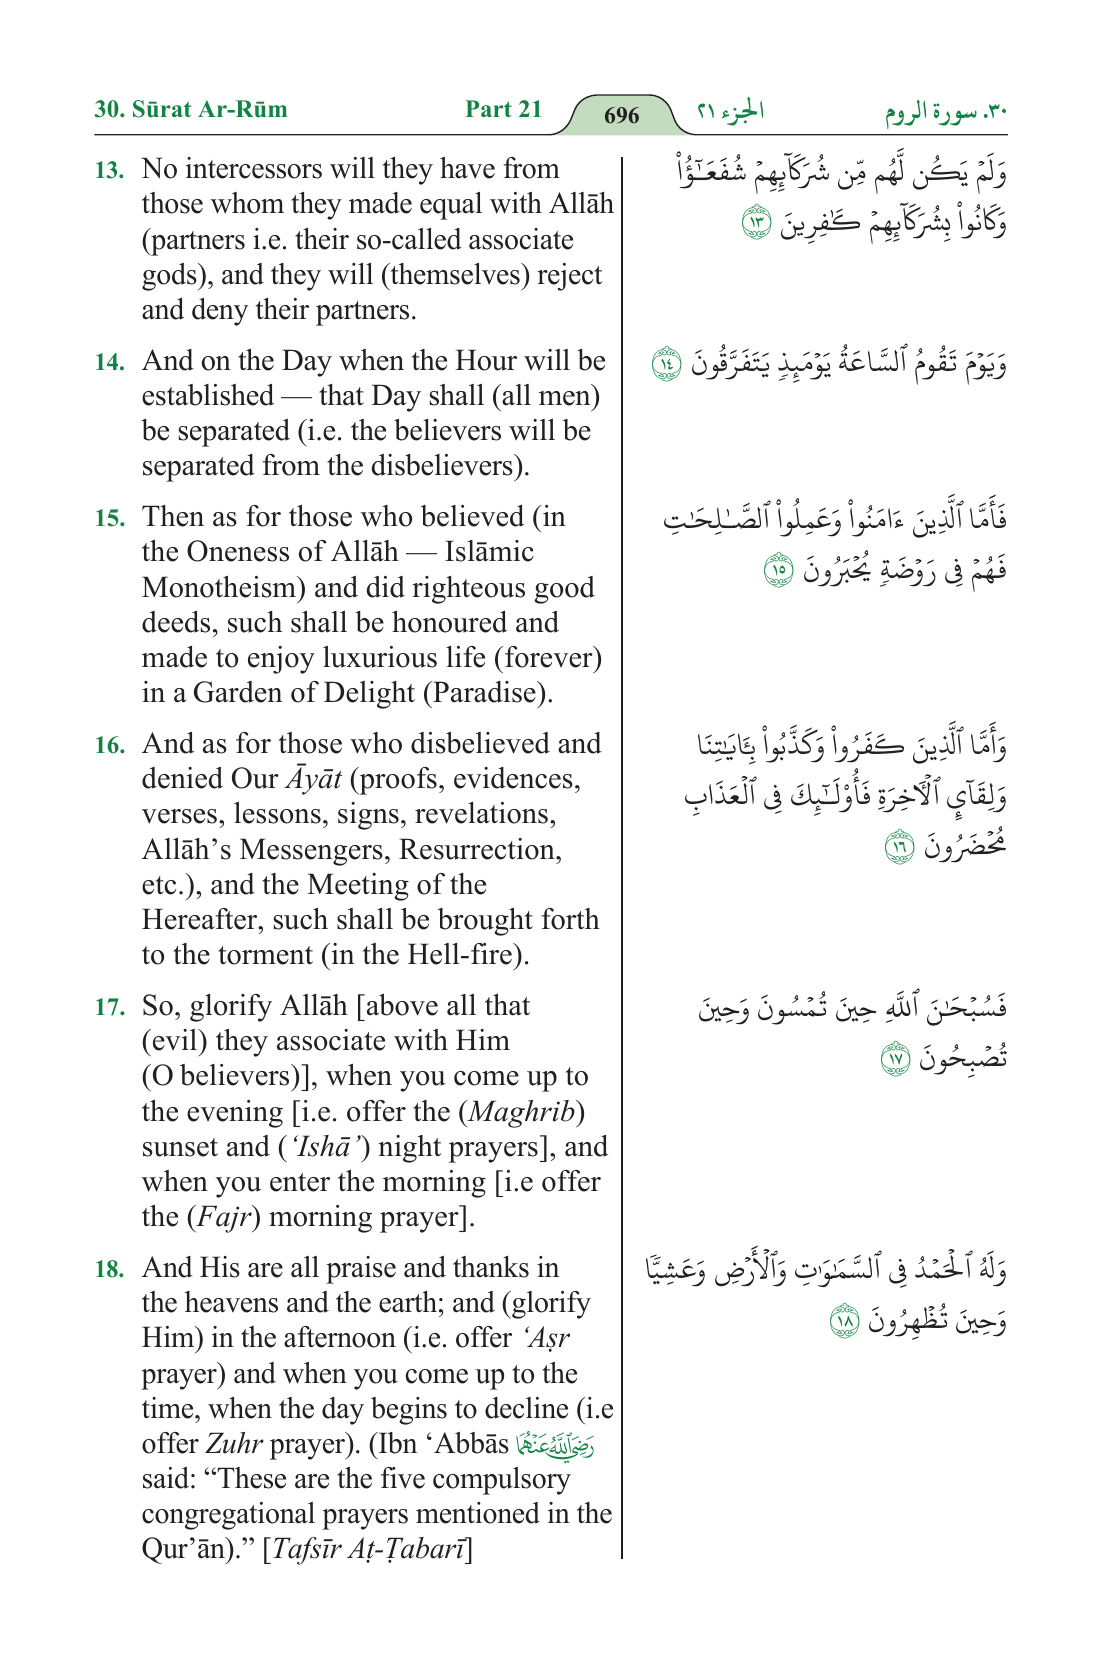 30. Sūrat Ar-Rūm
Part 21
696
الجزء ٢١
٣٠. سورة الروم
13. No intercessors will they have from
those whom they made equal with Allāh
(partners i.e. their so-called associate
gods), and they will (themselves) reject
and deny their partners.
وَلَمْ يَكُن لَّهُم مِّن شُرَكَآئِهِمْ شُفَعَـٰٓؤُا۟
وَكَانُوا۟ بِشُرَكَآئِهِمْ كَـٰفِرِينَ ١٣
14. And on the Day when the Hour will be
established — that Day shall (all men)
be separated (i.e. the believers will be
separated from the disbelievers).
وَيَوْمَ تَقُومُ ٱلسَّاعَةُ يَوْمَئِذٍ يَتَفَرَّقُونَ ١٤
15. Then as for those who believed (in
the Oneness of Allāh — Islāmic
Monotheism) and did righteous good
deeds, such shall be honoured and
made to enjoy luxurious life (forever)
in a Garden of Delight (Paradise).
فَأَمَّا ٱلَّذِينَ ءَامَنُوا۟ وَعَمِلُوا۟ ٱلصَّـٰلِحَـٰتِ
فَهُمْ فِى رَوْضَةٍ يُحْبَرُونَ ١٥
16. And as for those who disbelieved and
denied Our Āyāt (proofs, evidences,
verses, lessons, signs, revelations,
Allāh’s Messengers, Resurrection,
etc.), and the Meeting of the
Hereafter, such shall be brought forth
to the torment (in the Hell-fire).
وَأَمَّا ٱلَّذِينَ كَفَرُوا۟ وَكَذَّبُوا۟ بِـَٔايَـٰتِنَا
وَلِقَآئِ ٱلْـَٔاخِرَةِ فَأُو۟لَـٰٓئِكَ فِى ٱلْعَذَابِ
مُحْضَرُونَ ١٦
17. So, glorify Allāh [above all that
(evil) they associate with Him
(O believers)], when you come up to
the evening [i.e. offer the (Maghrib)
sunset and (‘Ishā’) night prayers], and
when you enter the morning [i.e offer
the (Fajr) morning prayer].
فَسُبْحَـٰنَ ٱللَّهِ حِينَ تُمْسُونَ وَحِينَ
تُصْبِحُونَ ١٧
18. And His are all praise and thanks in
the heavens and the earth; and (glorify
Him) in the afternoon (i.e. offer ‘Aṣr
prayer) and when you come up to the
time, when the day begins to decline (i.e
offer Zuhr prayer). (Ibn ‘Abbās رَضِيَ اللَّهُ عَنْهُمَا
said: “These are the five compulsory
congregational prayers mentioned in the
Qur’ān).” [Tafsīr Aṭ-Ṭabarī]
وَلَهُ ٱلْحَمْدُ فِى ٱلسَّمَـٰوَٰتِ وَٱلْأَرْضِ وَعَشِيًّا
وَحِينَ تُظْهِرُونَ ١٨